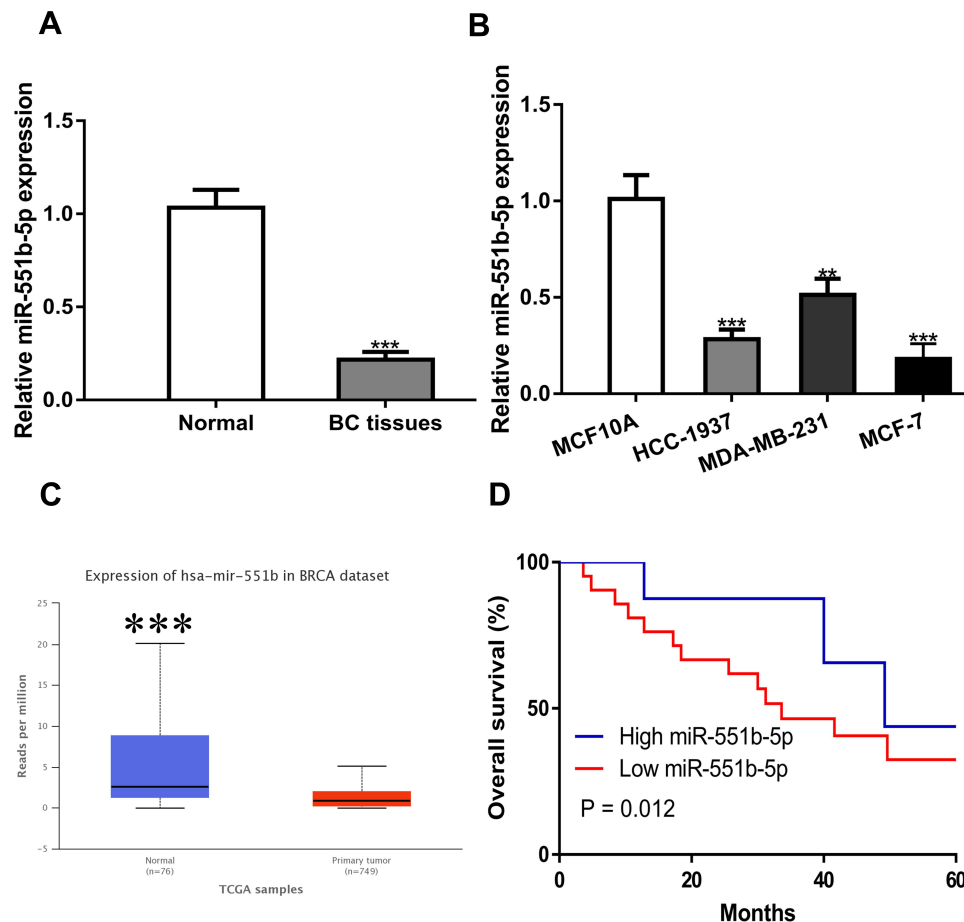 A
Relative miR-551b-5p expression
1.5
1.0
0.5
0.0
***
Normal
BC tissues
B
Relative miR-551b-5p expression
1.5
1.0
0.5
0.0
***
**
***
MCF10A
HCC-1937
MDA-MB-231
MCF-7
C
Expression of hsa-mir-551b in BRCA dataset
Reads per million
25
20
15
10
5
0
-5
***
Normal
(n=76)
Primary tumor
(n=749)
TCGA samples
D
Overall survival (%)
100
50
0
High miR-551b-5p
Low miR-551b-5p
P = 0.012
0
20
40
60
Months